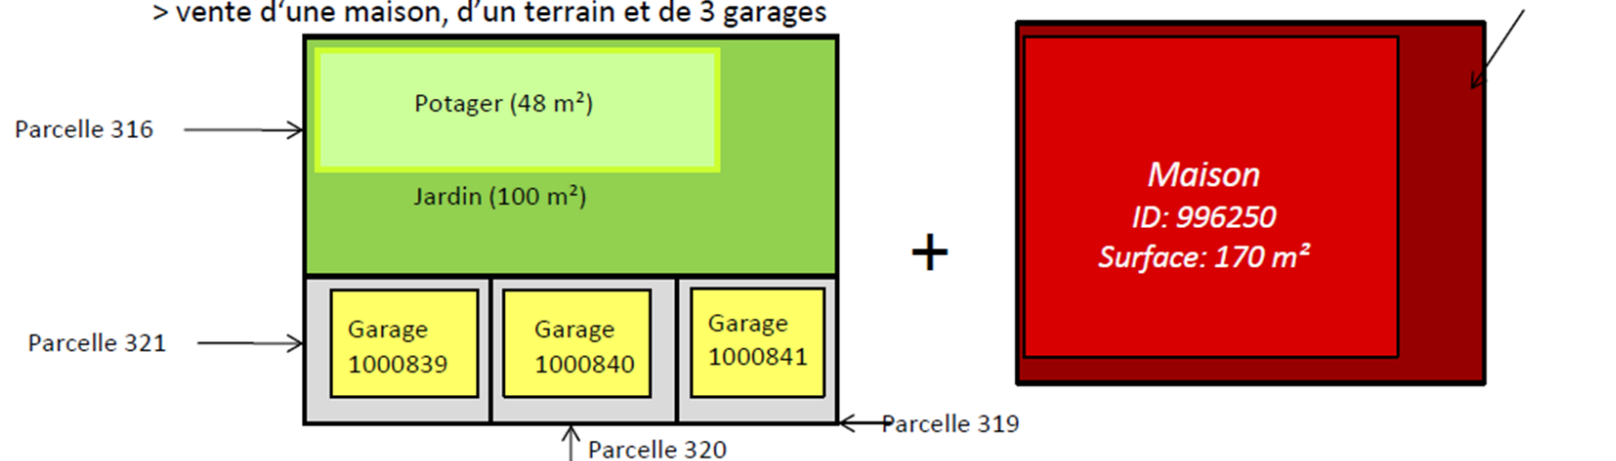 > vente d‘une maison, d’un terrain et de 3 garages
Potager (48 m²)
Parcelle 316
Jardin (100 m²)
Maison
ID: 996250
Surface: 170 m²
+
Parcelle 321
Garage
1000839
Garage
1000840
Garage
1000841
Parcelle 319
Parcelle 320